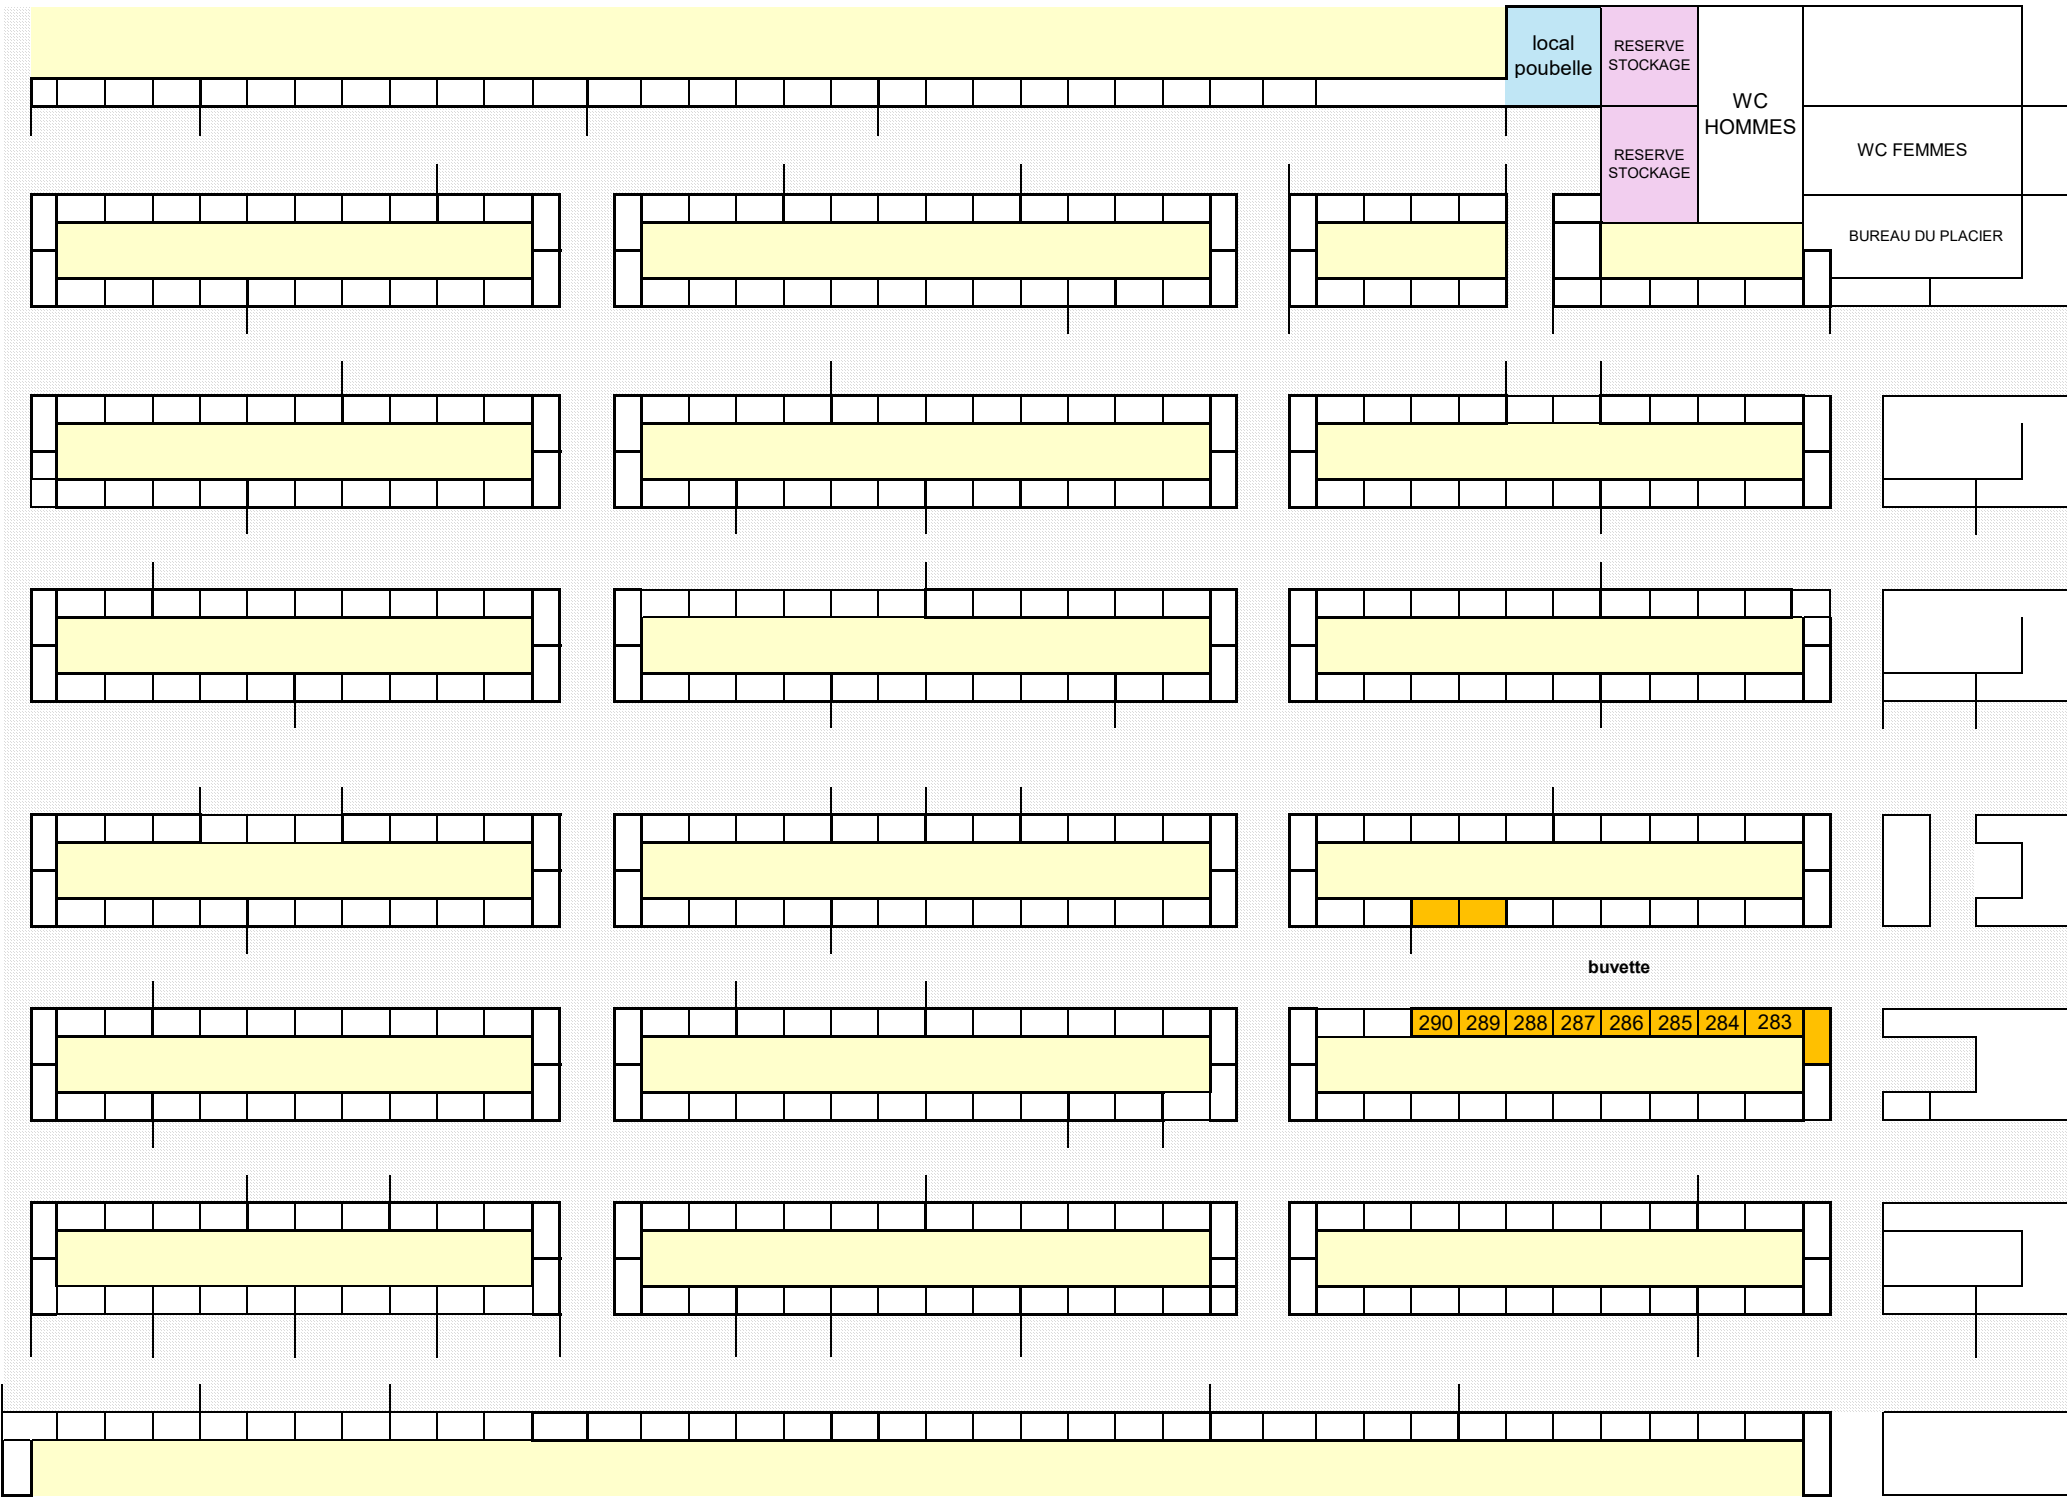 local
poubelle
RESERVE
STOCKAGE
WC
HOMMES
WC FEMMES
RESERVE
STOCKAGE
BUREAU DU PLACIER
buvette
290 289 288 287 286 285 284 283